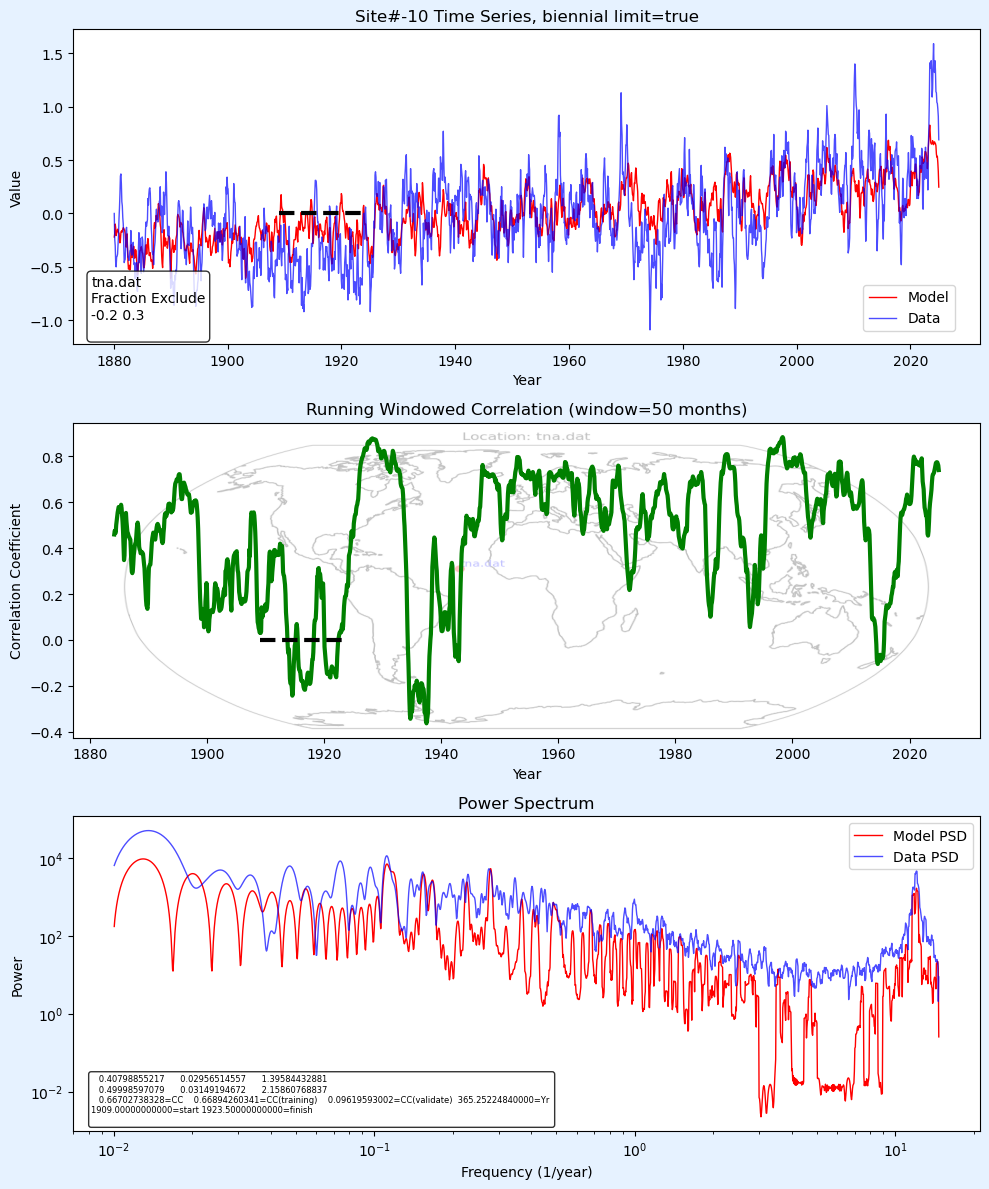 Site#-10 Time Series, biennial limit=true
Value
1.5
1.0
0.5
0.0
−0.5
−1.0
tna.dat
Fraction Exclude
-0.2 0.3
Model
Data
1880 1900 1920 1940 1960 1980 2000 2020
Year
Running Windowed Correlation (window=50 months)
Location: tna.dat
Correlation Coefficient
0.8
0.6
0.4
tna.dat
0.2
0.0
−0.2
−0.4
1880 1900 1920 1940 1960 1980 2000 2020
Year
Power Spectrum
Model PSD
Data PSD
Power
10^4
10^2
10^0
10^−2
0.40798855217 0.02956514557 1.39584432881
0.49998597079 0.03149194672 2.15860768837
0.66702738328=CC 0.66894260341=CC(training) 0.09619593002=CC(validate) 365.25224840000=Yr
1909.00000000000=start 1923.50000000000=finish
10^−2 10^−1 10^0 10^1
Frequency (1/year)